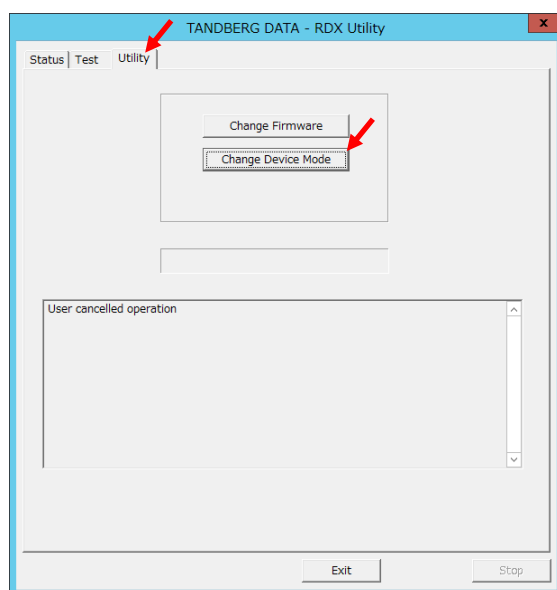 TANDBERG DATA - RDX Utility
x
Status Test Utility
Change Firmware
Change Device Mode
User cancelled operation
Exit Stop